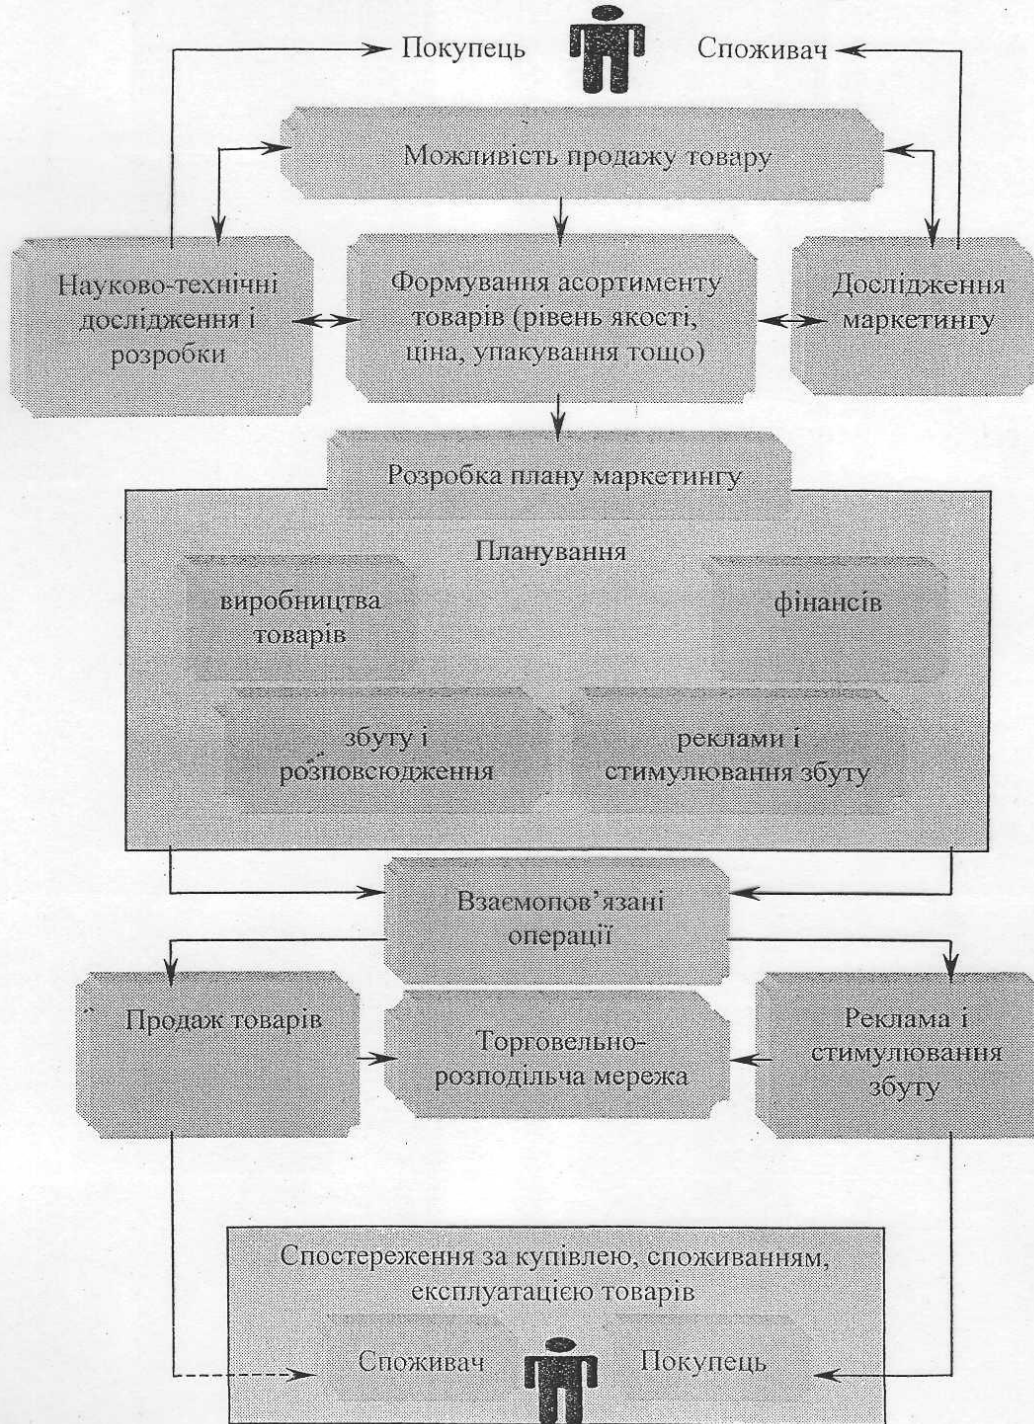 Покупець
Споживач
Можливість продажу товару
Науково-технічні
дослідження і
розробки
Формування асортименту
товарів (рівень якості,
ціна, упакування тощо)
Дослідження
маркетингу
Розробка плану маркетингу
Планування
виробництва
товарів
фінансів
збуту і
розповсюдження
реклами і
стимулювання збуту
Взаємопов’язані
операції
Продаж товарів
Торговельно-
розподільча мережа
Реклама і
стимулювання
збуту
Спостереження за купівлею, споживанням,
експлуатацією товарів
Споживач
Покупець